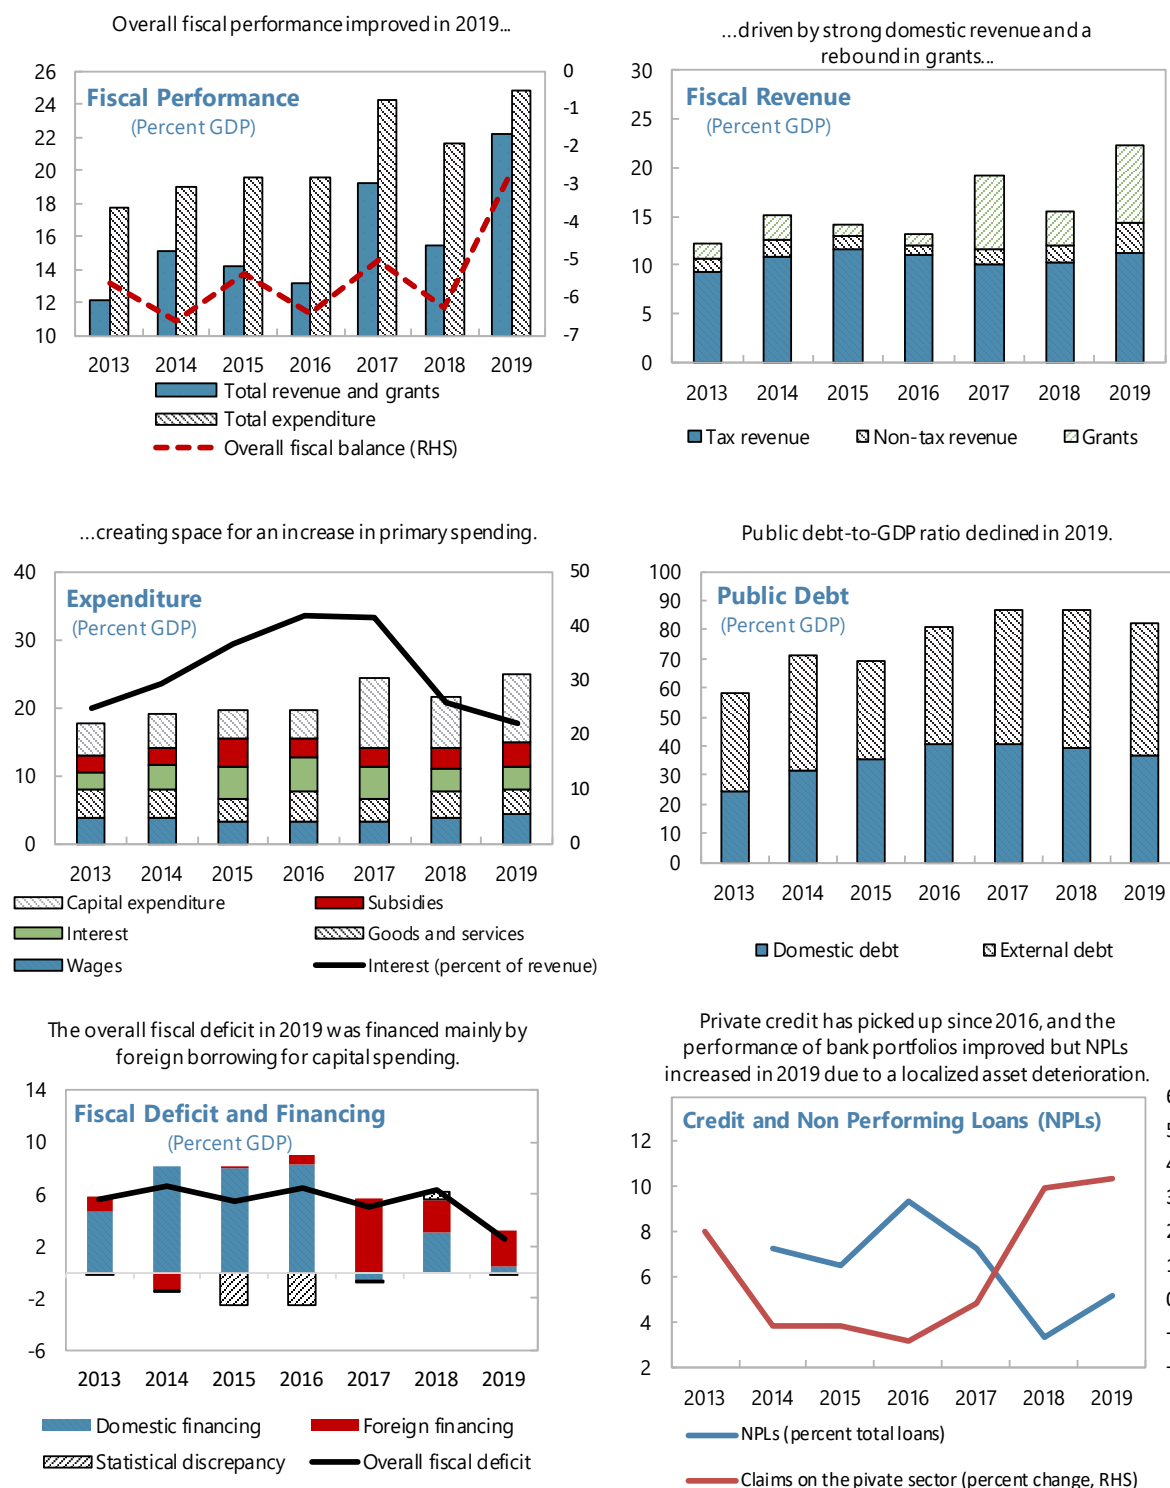 Overall fiscal performance improved in 2019...
Fiscal Performance
(Percent GDP)
26
24
22
20
18
16
14
12
10
0
-1
-2
-3
-4
-5
-6
-7
2013 2014 2015 2016 2017 2018 2019
Total revenue and grants
Total expenditure
Overall fiscal balance (RHS)
...driven by strong domestic revenue and a
rebound in grants...
Fiscal Revenue
(Percent GDP)
30
25
20
15
10
5
0
2013 2014 2015 2016 2017 2018 2019
Tax revenue Non-tax revenue Grants
...creating space for an increase in primary spending.
Expenditure
(Percent GDP)
40
30
20
10
0
50
40
30
20
10
0
2013 2014 2015 2016 2017 2018 2019
Capital expenditure Subsidies
Interest Goods and services
Wages Interest (percent of revenue)
Public debt-to-GDP ratio declined in 2019.
Public Debt
(Percent GDP)
100
90
80
70
60
50
40
30
20
10
0
2013 2014 2015 2016 2017 2018 2019
Domestic debt External debt
The overall fiscal deficit in 2019 was financed mainly by
foreign borrowing for capital spending.
Fiscal Deficit and Financing
(Percent GDP)
14
10
6
2
-2
-6
2013 2014 2015 2016 2017 2018 2019
Domestic financing Foreign financing
Statistical discrepancy Overall fiscal deficit
Private credit has picked up since 2016, and the
performance of bank portfolios improved but NPLs
increased in 2019 due to a localized asset deterioration.
Credit and Non Performing Loans (NPLs)
12
10
8
6
4
2
2013 2014 2015 2016 2017 2018 2019
NPLs (percent total loans)
Claims on the pivate sector (percent change, RHS)